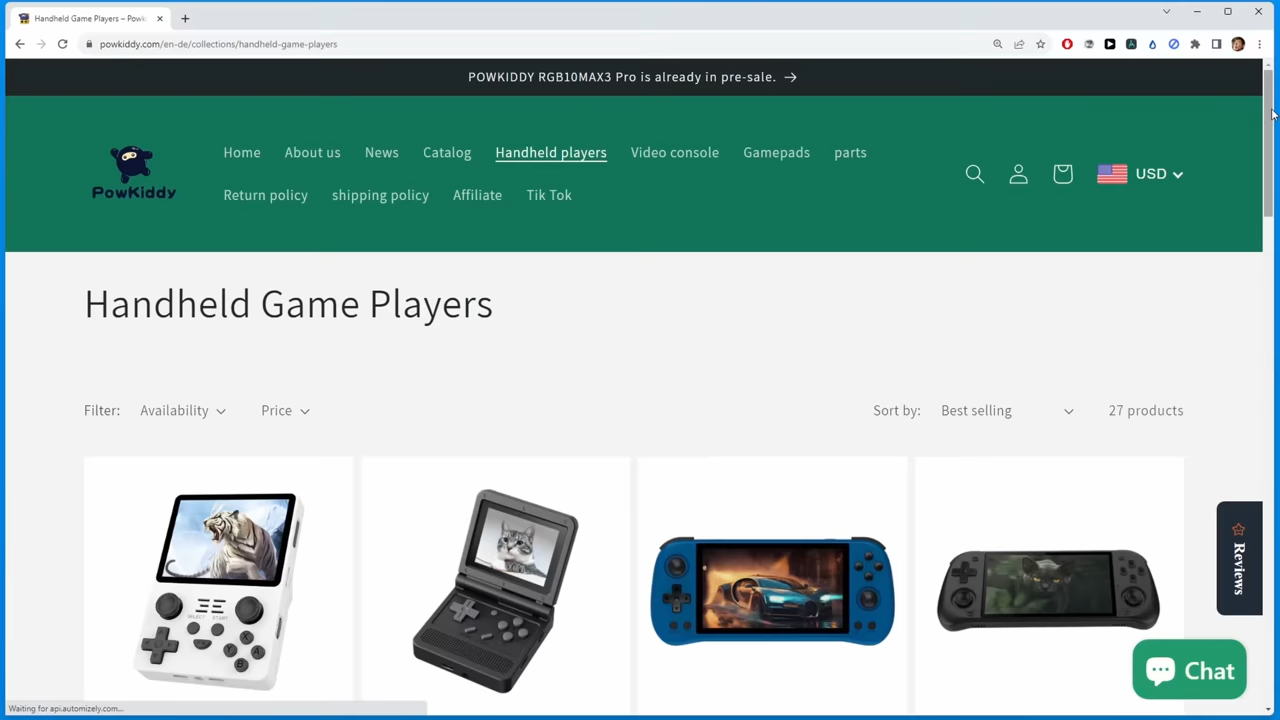 Handheld Game Players – Powk
powkiddy.com/en-de/collections/handheld-game-players
POWKIDDY RGB10MAX3 Pro is already in pre-sale. →
PowKiddy
Home About us News Catalog Handheld players Video console Gamepads parts
Return policy shipping policy Affiliate Tik Tok
USD
Handheld Game Players
Filter: Availability Price
Sort by: Best selling 27 products
SELECT START
X
Y A
B
Reviews
Chat
Waiting for api.automizely.com...